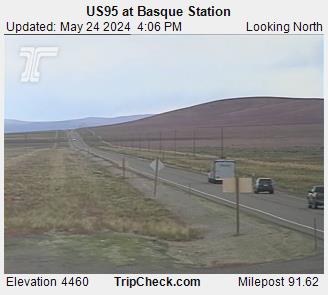 US95 at Basque Station
Updated: May 24 2024 4:06 PM Looking North
Elevation 4460 TripCheck.com Milepost 91.62